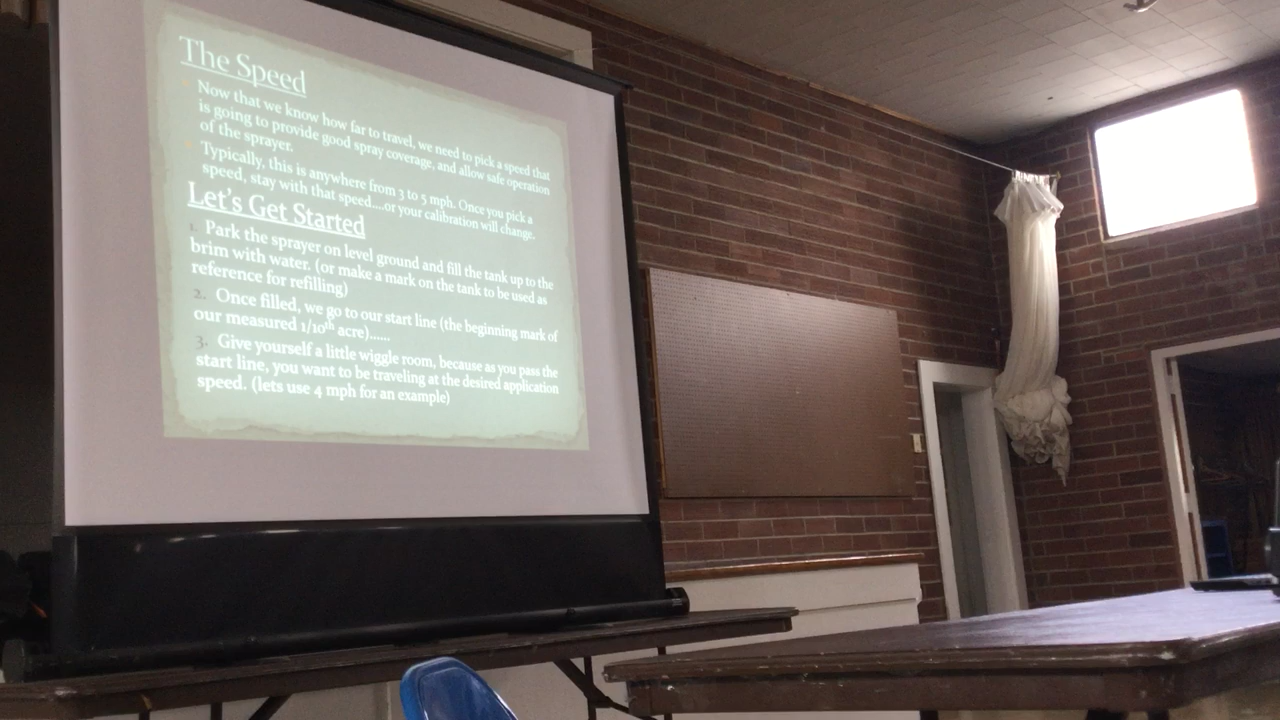 The Speed
Now that we know how far to travel, we need to pick a speed that
is going to provide good spray coverage, and allow safe operation
of the sprayer.
Typically, this is anywhere from 3 to 5 mph. Once you pick a
speed, stay with that speed....or your calibration will change.
Let's Get Started
1. Park the sprayer on level ground and fill the tank up to the
brim with water. (or make a mark on the tank to be used as
reference for refilling)
2. Once filled, we go to our start line (the beginning mark of
our measured 1/10th acre)......
3. Give yourself a little wiggle room, because as you pass the
start line, you want to be traveling at the desired application
speed. (lets use 4 mph for an example)